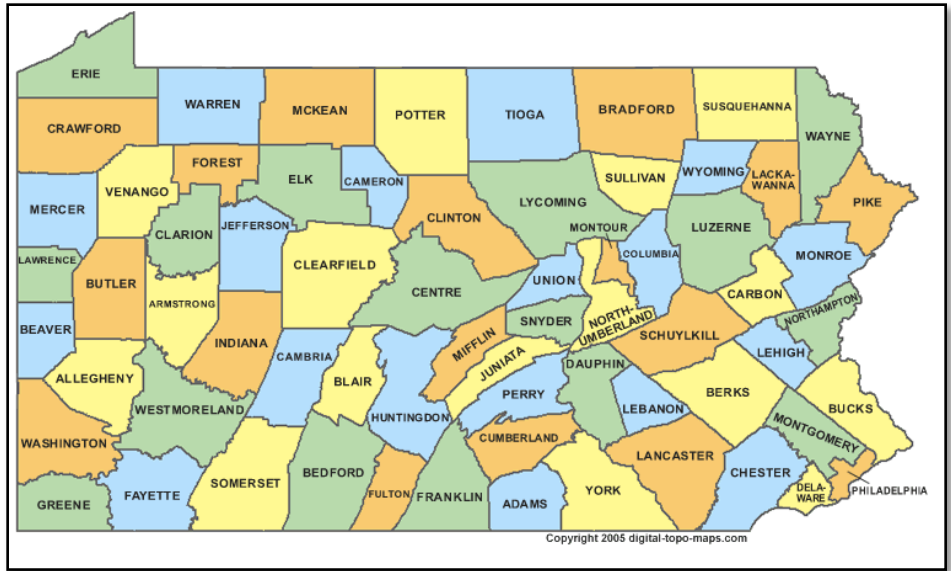 ERIE
WARREN
MCKEAN
POTTER
TIOGA
BRADFORD
SUSQUEHANNA
WAYNE
CRAWFORD
FOREST
ELK
CAMERON
SULLIVAN
WYOMING
LACKA-
WANNA
VENANGO
MERCER
CLARION
JEFFERSON
CLINTON
LYCOMING
MONTOUR
COLUMBIA
LUZERNE
PIKE
LAWRENCE
BUTLER
ARMSTRONG
CLEARFIELD
CENTRE
UNION
MONROE
CARBON
BEAVER
INDIANA
CAMBRIA
SNYDER
NORTH-
UMBERLAND
SCHUYLKILL
NORTHAMPTON
ALLEGHENY
BLAIR
MIFFLIN
JUNIATA
DAUPHIN
LEHIGH
WESTMORELAND
HUNTINGDON
PERRY
LEBANON
BERKS
BUCKS
WASHINGTON
CUMBERLAND
LANCASTER
MONTGOMERY
GREENE
FAYETTE
SOMERSET
BEDFORD
FULTON
FRANKLIN
ADAMS
YORK
CHESTER
DELA-
WARE
PHILADELPHIA
Copyright 2005 digital-topo-maps.com